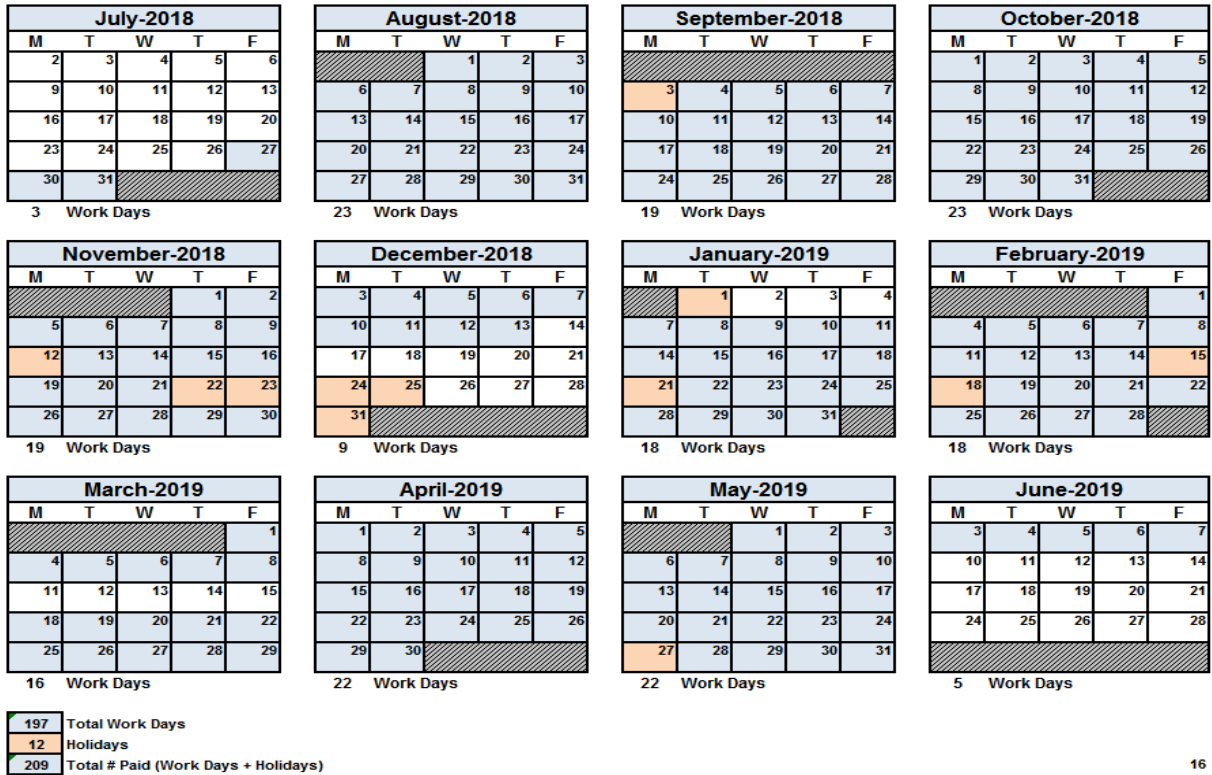 July-2018 August-2018 September-2018 October-2018
M T W T F M T W T F M T W T F M T W T F
2 3 4 5 6 1 2 3 1 2 3 4 5
9 10 11 12 13 6 7 8 9 10 3 4 5 6 7 8 9 10 11 12
16 17 18 19 20 13 14 15 16 17 10 11 12 13 14 15 16 17 18 19
23 24 25 26 27 20 21 22 23 24 17 18 19 20 21 22 23 24 25 26
30 31 27 28 29 30 31 24 25 26 27 28 29 30 31
3 Work Days 23 Work Days 19 Work Days 23 Work Days
November-2018 December-2018 January-2019 February-2019
M T W T F M T W T F M T W T F M T W T F
1 2 3 4 5 6 7 1 2 3 4 1
5 6 7 8 9 10 11 12 13 14 7 8 9 10 11 4 5 6 7 8
12 13 14 15 16 17 18 19 20 21 14 15 16 17 18 11 12 13 14 15
19 20 21 22 23 24 25 26 27 28 21 22 23 24 25 18 19 20 21 22
26 27 28 29 30 31 28 29 30 31 25 26 27 28
19 Work Days 9 Work Days 18 Work Days 18 Work Days
March-2019 April-2019 May-2019 June-2019
M T W T F M T W T F M T W T F M T W T F
1 1 2 3 4 5 1 2 3 3 4 5 6 7
4 5 6 7 8 8 9 10 11 12 6 7 8 9 10 10 11 12 13 14
11 12 13 14 15 15 16 17 18 19 13 14 15 16 17 17 18 19 20 21
18 19 20 21 22 22 23 24 25 26 20 21 22 23 24 24 25 26 27 28
25 26 27 28 29 29 30 27 28 29 30 31
16 Work Days 22 Work Days 22 Work Days 5 Work Days
197 Total Work Days
12 Holidays
209 Total # Paid (Work Days + Holidays) 16